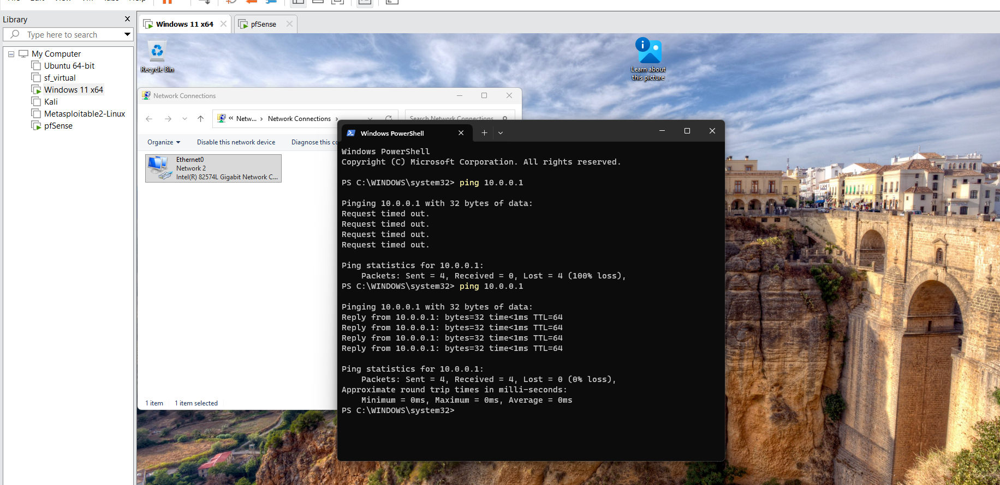 File Edit View VM Tabs Help
Library
Type here to search
My Computer
Ubuntu 64-bit
sf_virtual
Windows 11 x64
Kali
Metasploitable2-Linux
pfSense
Windows 11 x64
pfSense
Recycle Bin
Learn about
this picture
Network Connections
« Netw... › Network Connections ›
Search Network Connections
Organize
Disable this network device
Diagnose this co
Ethernet0
Network 2
Intel(R) 82574L Gigabit Network C...
1 item
1 item selected
Windows PowerShell
Windows PowerShell
Copyright (C) Microsoft Corporation. All rights reserved.
PS C:\WINDOWS\system32> ping 10.0.0.1
Pinging 10.0.0.1 with 32 bytes of data:
Request timed out.
Request timed out.
Request timed out.
Request timed out.
Ping statistics for 10.0.0.1:
Packets: Sent = 4, Received = 0, Lost = 4 (100% loss),
PS C:\WINDOWS\system32> ping 10.0.0.1
Pinging 10.0.0.1 with 32 bytes of data:
Reply from 10.0.0.1: bytes=32 time<1ms TTL=64
Reply from 10.0.0.1: bytes=32 time<1ms TTL=64
Reply from 10.0.0.1: bytes=32 time<1ms TTL=64
Reply from 10.0.0.1: bytes=32 time<1ms TTL=64
Ping statistics for 10.0.0.1:
Packets: Sent = 4, Received = 4, Lost = 0 (0% loss),
Approximate round trip times in milli-seconds:
Minimum = 0ms, Maximum = 0ms, Average = 0ms
PS C:\WINDOWS\system32>